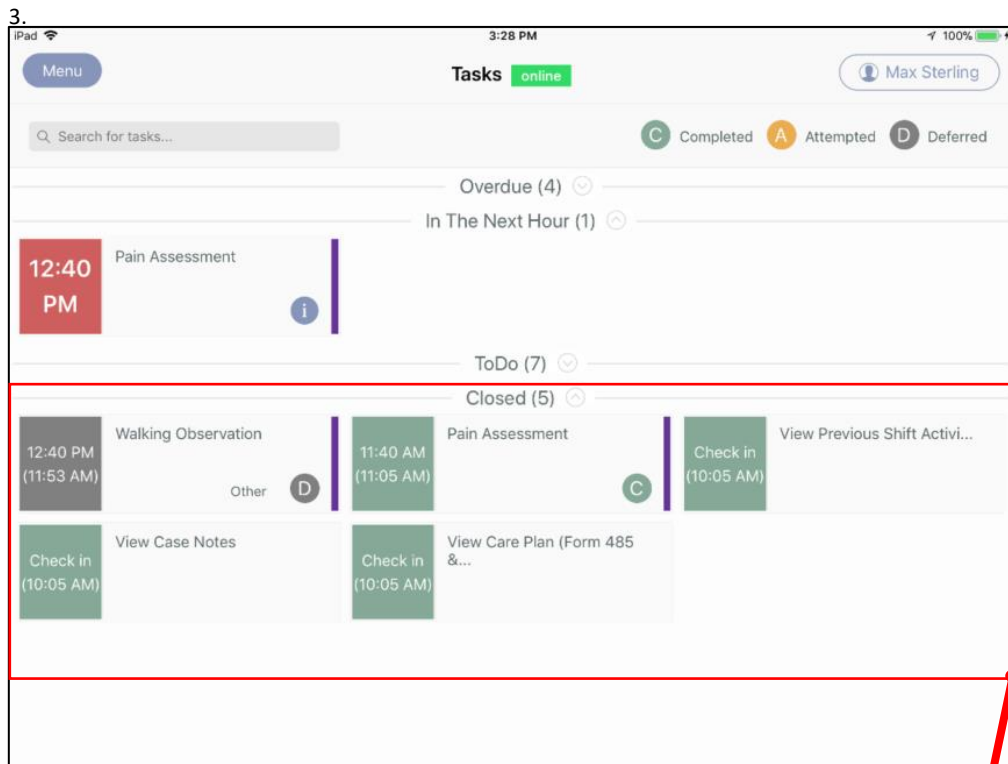 3.
iPad 3:28 PM 100%
Menu Tasks online Max Sterling
Search for tasks... C Completed A Attempted D Deferred
Overdue (4)
In The Next Hour (1)
12:40 PM
Pain Assessment
i
ToDo (7)
Closed (5)
12:40 PM
(11:53 AM)
Walking Observation
Other D
11:40 AM
(11:05 AM)
Pain Assessment
C
Check in
(10:05 AM)
View Previous Shift Activi...
Check in
(10:05 AM)
View Case Notes
Check in
(10:05 AM)
View Care Plan (Form 485
&...